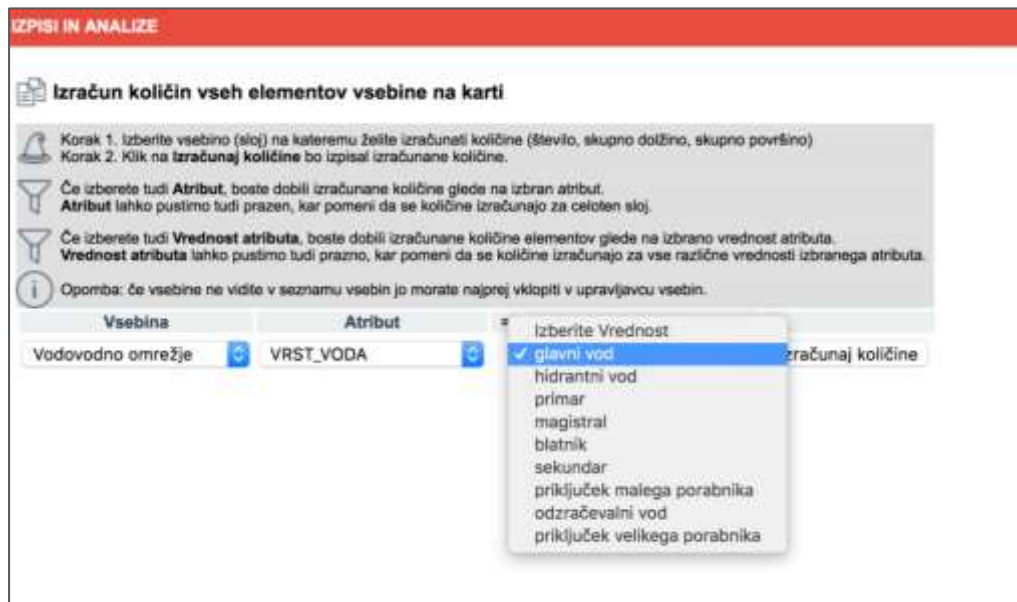 IZPISI IN ANALIZE
Izračun količin vseh elementov vsebine na karti
Korak 1. Izberite vsebino (sloj) na kateremu želite izračunati količine (število, skupno dolžino, skupno površino)
Korak 2. Klik na Izračunaj količine bo izpisal izračunane količine.
Če izberete tudi Atribut, boste dobili izračunane količine glede na izbran atribut.
Atribut lahko pustimo tudi prazen, kar pomeni da se količine izračunajo za celoten sloj.
Če izberete tudi Vrednost atributa, boste dobili izračunane količine elementov glede na izbrano vrednost atributa.
Vrednost atributa lahko pustimo tudi prazno, kar pomeni da se količine izračunajo za vse različne vrednosti izbranega atributa.
i Opomba: če vsebine ne vidite v seznamu vsebin jo morate najprej vklopiti v upravljavcu vsebin.
Vsebina Atribut =
Izberite Vrednost
Vodovodno omrežje VRST_VODA ✓ glavni vod zračunaj količine
hidrantni vod
primar
magistral
blatnik
sekundar
priključek malega porabnika
odzračevalni vod
priključek velikega porabnika